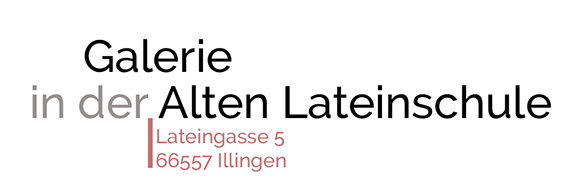 Galerie
in der Alten Lateinschule
Lateingasse 5
66557 Illingen